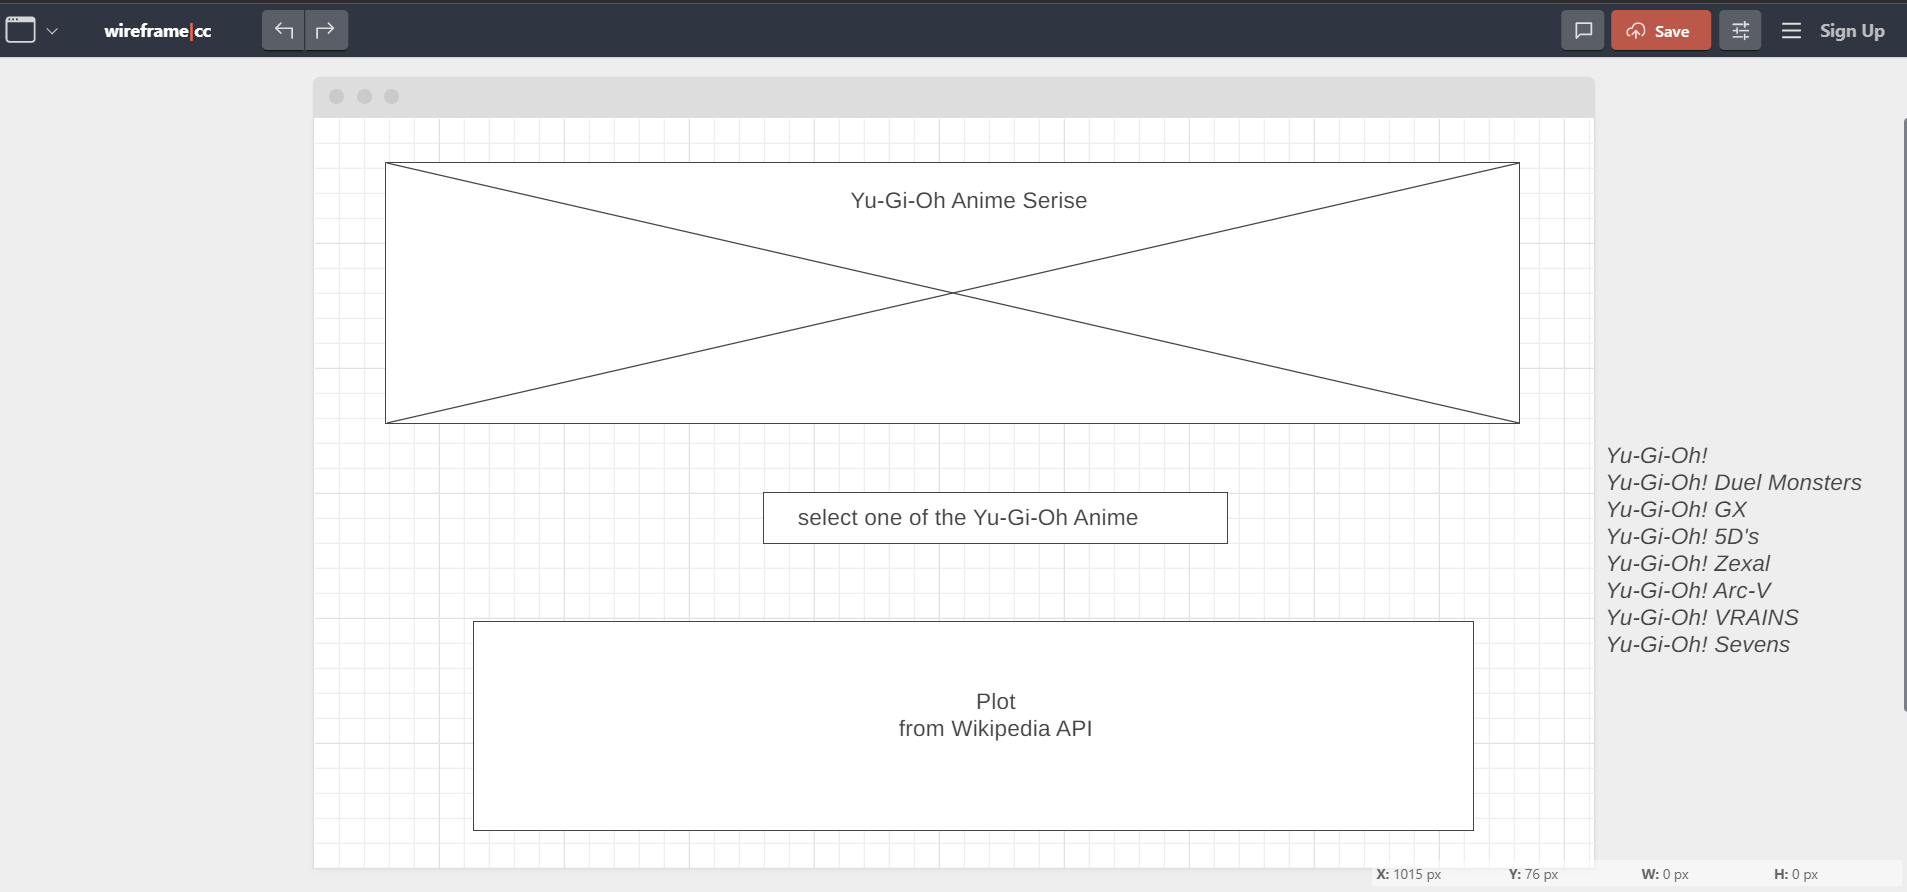 wireframe|cc
Save
Sign Up
Yu-Gi-Oh Anime Serise
select one of the Yu-Gi-Oh Anime
Plot
from Wikipedia API
Yu-Gi-Oh!
Yu-Gi-Oh! Duel Monsters
Yu-Gi-Oh! GX
Yu-Gi-Oh! 5D's
Yu-Gi-Oh! Zexal
Yu-Gi-Oh! Arc-V
Yu-Gi-Oh! VRAINS
Yu-Gi-Oh! Sevens
X: 1015 px Y: 76 px W: 0 px H: 0 px